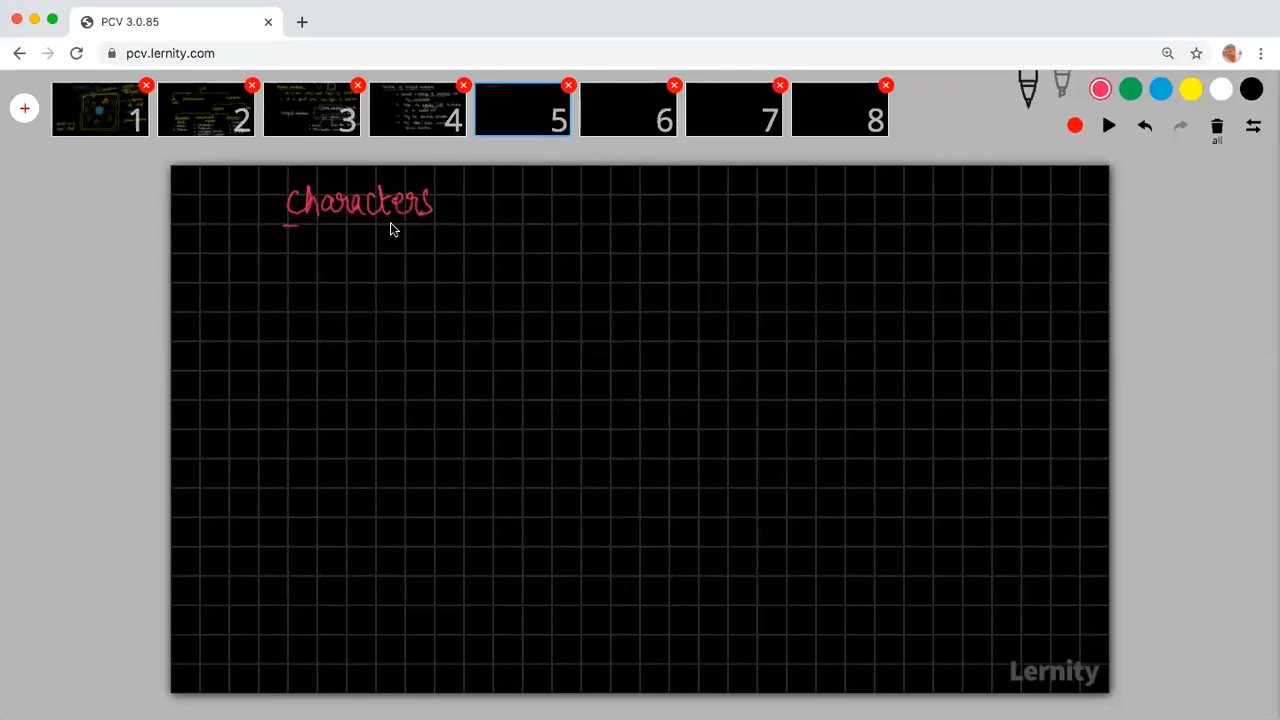 PCV 3.0.85
pcv.lernity.com
1 2 3 4 5 6 7 8
all
characters
Lernity